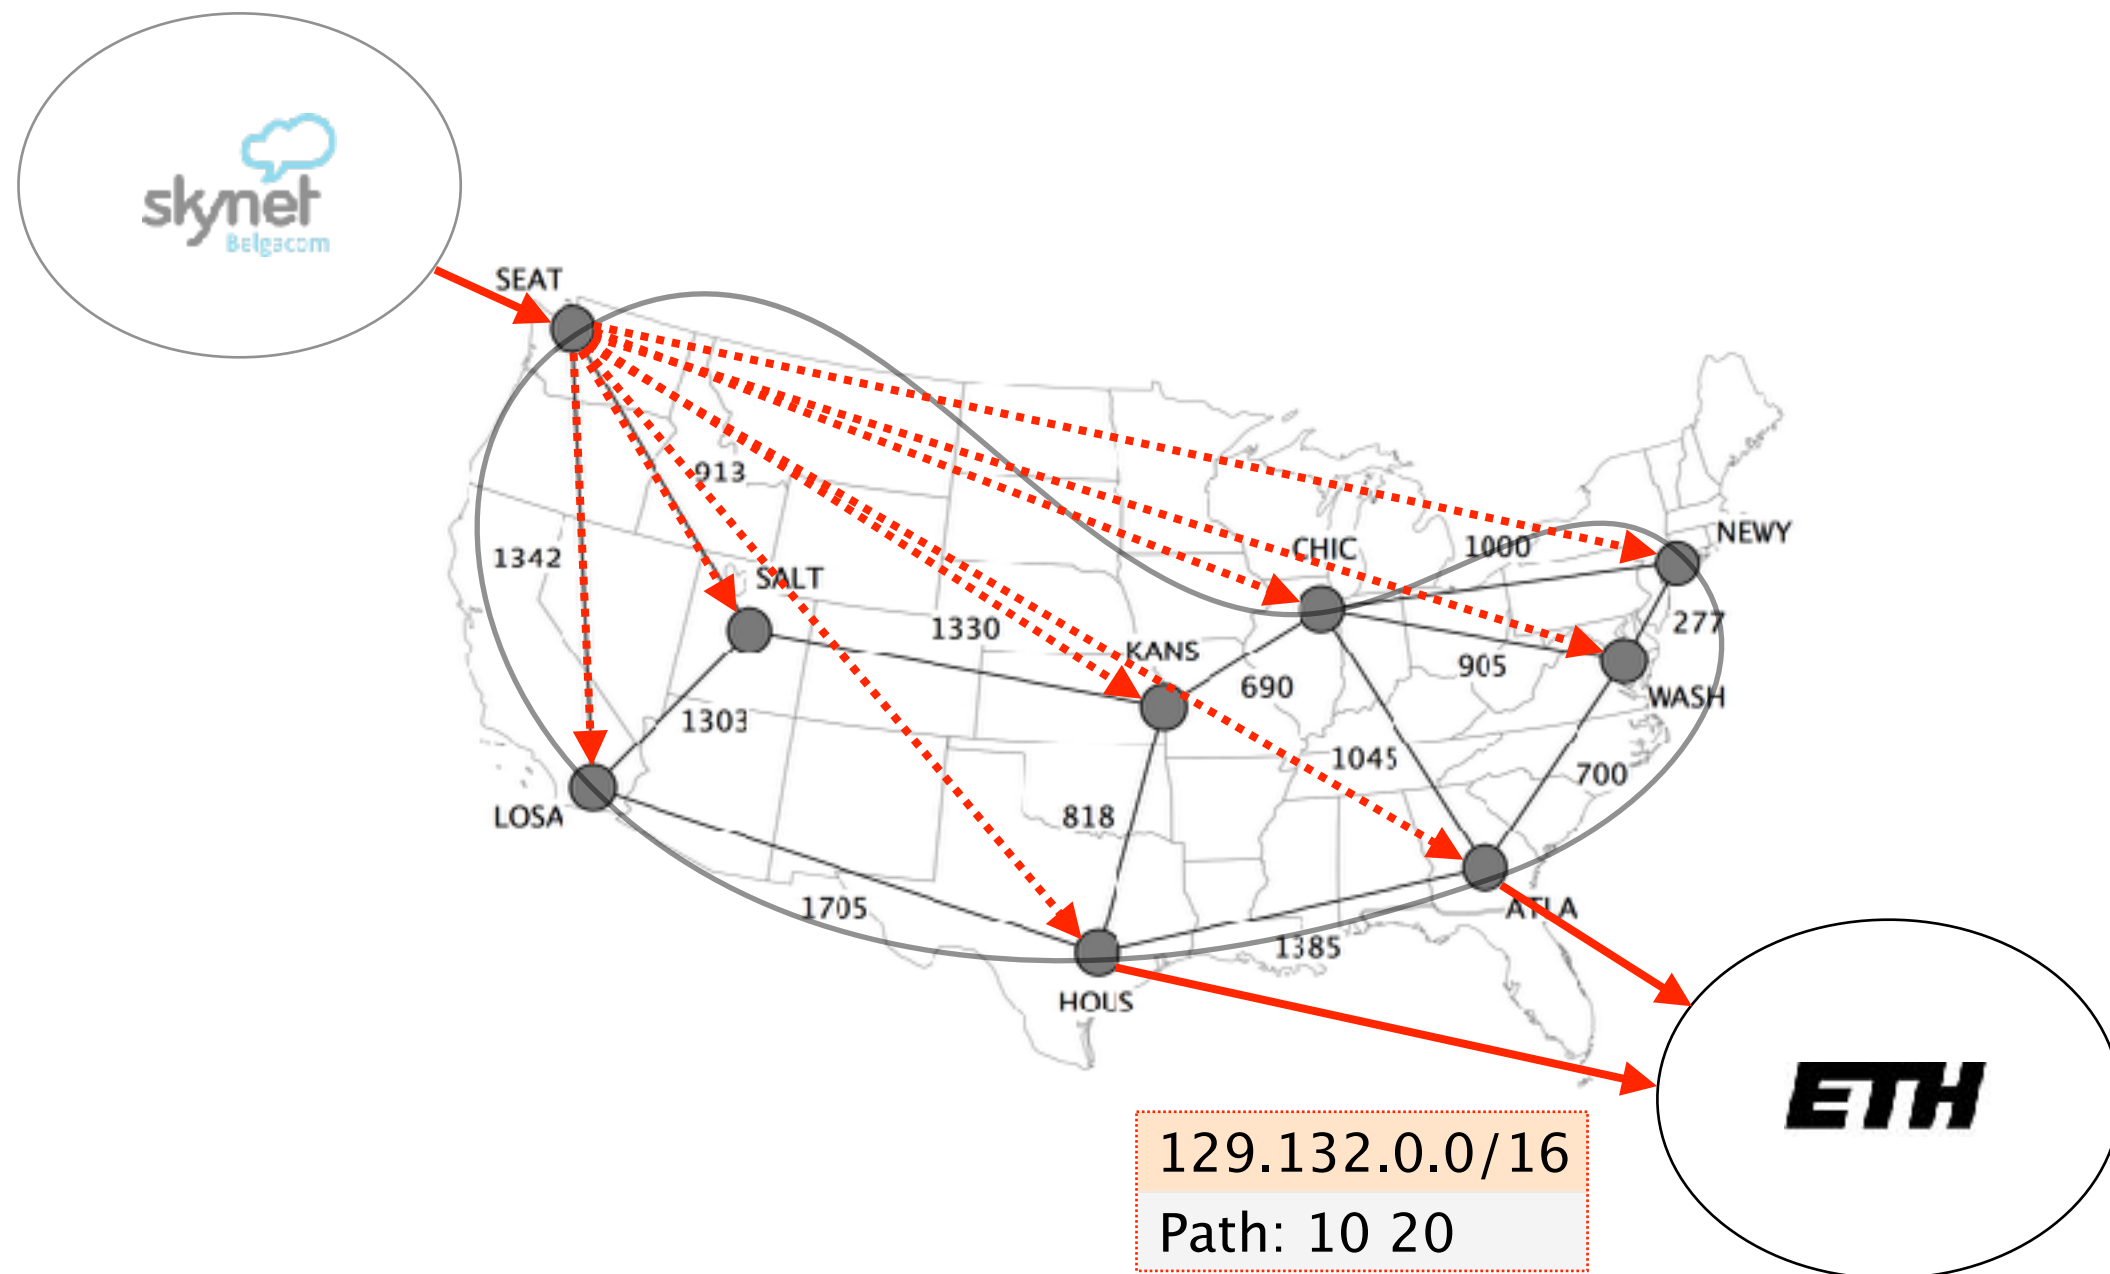 skynet
Belgacom
SEAT
913
CHIC
1000
NEWY
1342
SALT
277
1330
KANS
905
690
WASH
1303
1045
700
LOSA
818
1705
ATLA
1385
HOUS
ETH
129.132.0.0/16
Path: 10 20